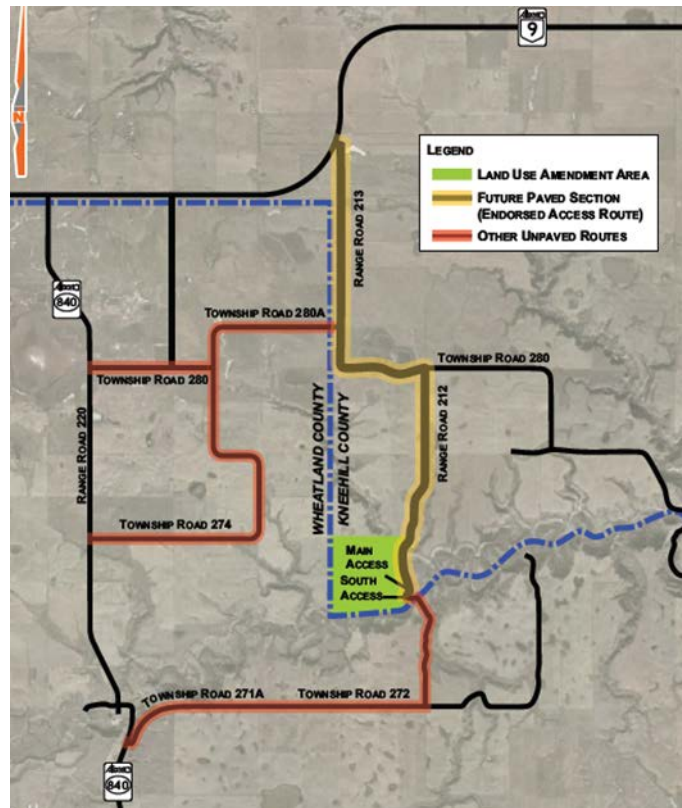 9
N
LEGEND
LAND USE AMENDMENT AREA
FUTURE PAVED SECTION
(ENDORSED ACCESS ROUTE)
OTHER UNPAVED ROUTES
RANGE ROAD 213
840
TOWNSHIP ROAD 280A
TOWNSHIP ROAD 280
TOWNSHIP ROAD 280
RANGE ROAD 220
WHEATLAND COUNTY
KNEEHILL COUNTY
RANGE ROAD 212
TOWNSHIP ROAD 274
MAIN
ACCESS
SOUTH
ACCESS
TOWNSHIP ROAD 271A
TOWNSHIP ROAD 272
840